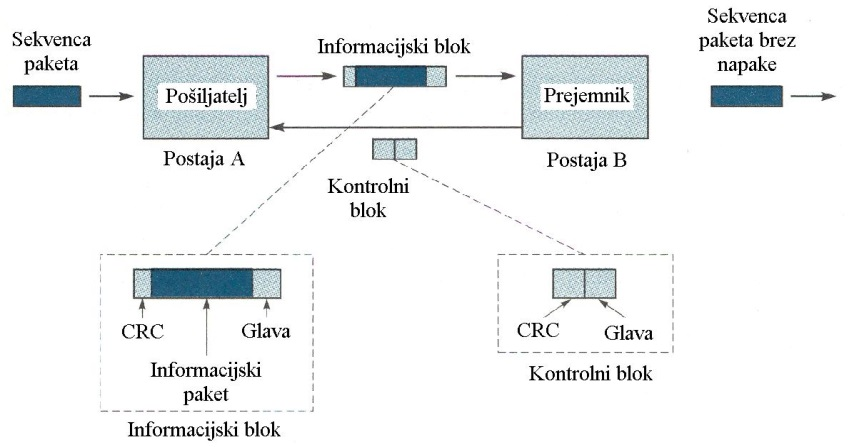 Sekvenca
paketa
Informacijski blok
Sekvenca
paketa brez
napake
Pošiljatelj
Prejemnik
Postaja A
Postaja B
Kontrolni
blok
CRC
Glava
Informacijski
paket
Informacijski blok
CRC
Glava
Kontrolni blok